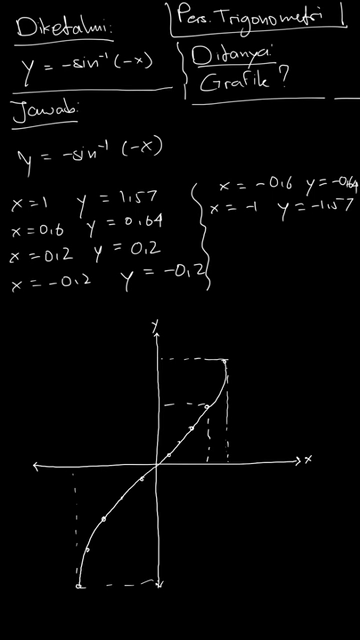 Diketahui:
y = -sin⁻¹(-x)
Pers. Trigonometri
Ditanya:
Grafik?
Jawab:
y = -sin⁻¹ (-x)
x = 1 y = 1,57
x = 0,6 y = 0,64
x = 0,2 y = 0,2
x = -0,2 y = -0,2
x = -0,6 y = -0,64
x = -1 y = -1,57
y
x